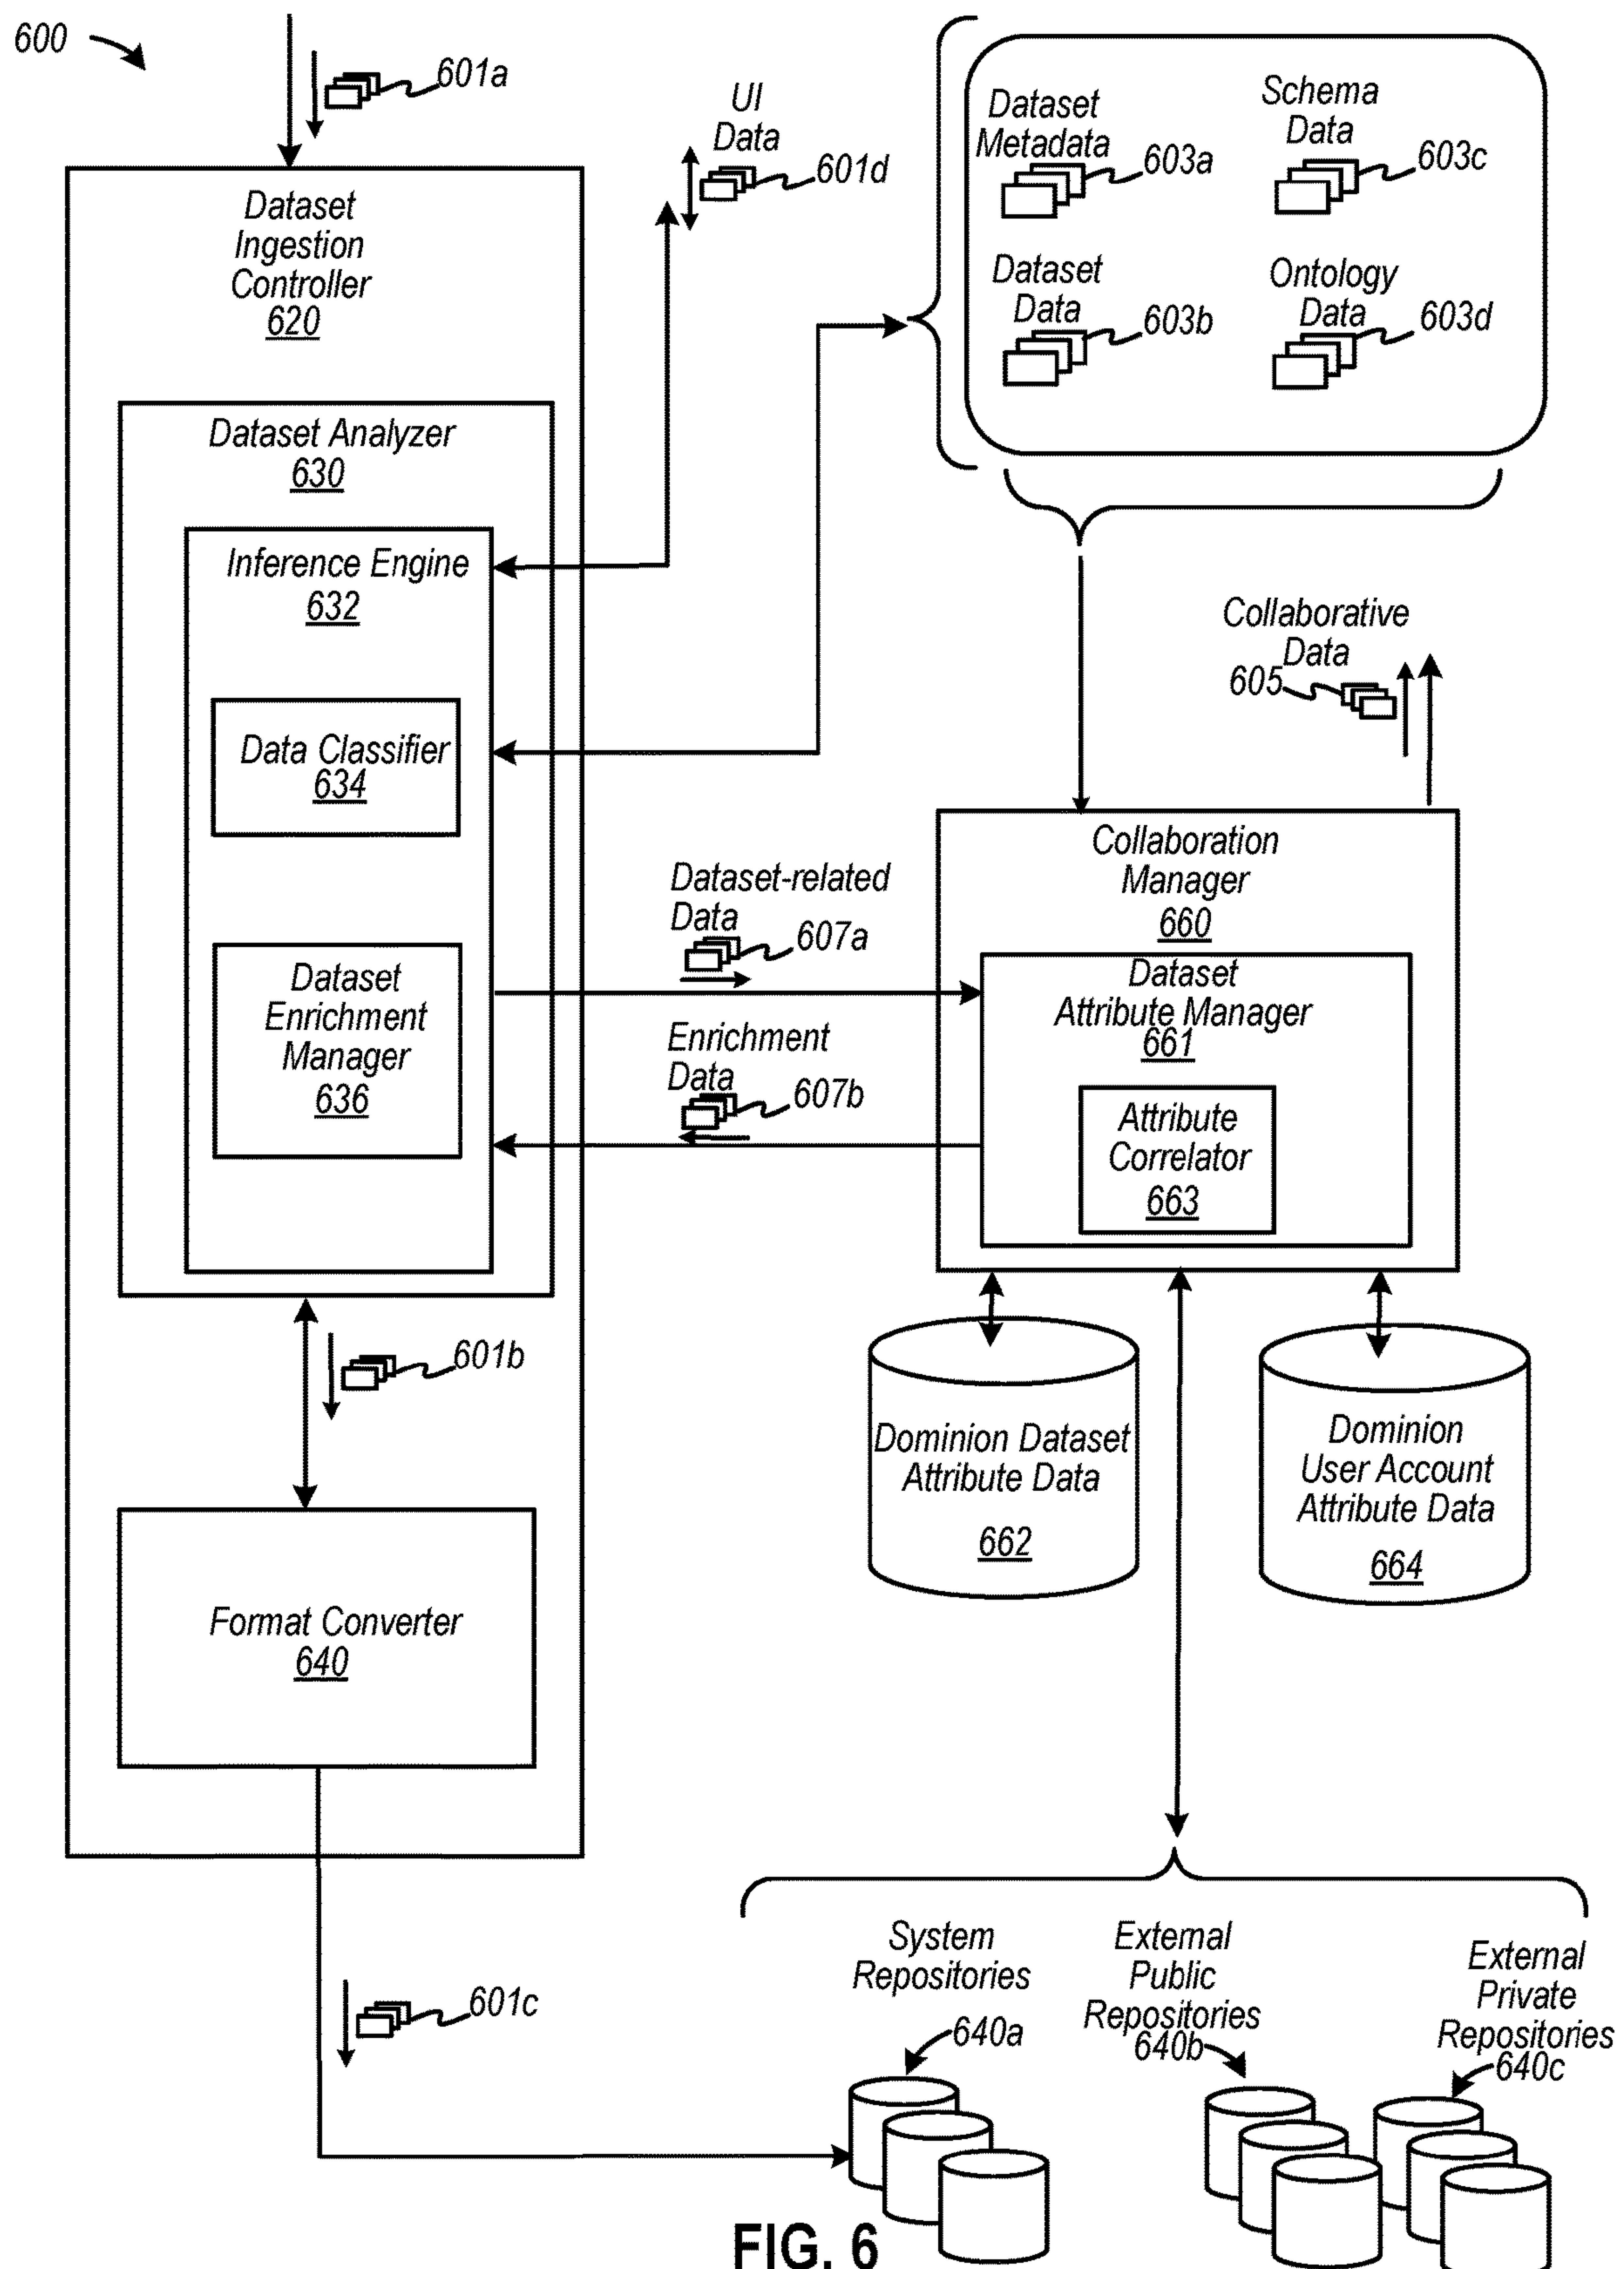 600
601a
UI
Data
601d
Dataset
Metadata
603a
Schema
Data
603c
Dataset
Data
603b
Ontology
Data
603d
Dataset
Ingestion
Controller
620
Dataset Analyzer
630
Inference Engine
632
Data Classifier
634
Dataset
Enrichment
Manager
636
Collaborative
Data
605
Dataset-related
Data
607a
Enrichment
Data
607b
Collaboration
Manager
660
Dataset
Attribute Manager
661
Attribute
Correlator
663
601b
Dominion Dataset
Attribute Data
662
Dominion
User Account
Attribute Data
664
Format Converter
640
601c
System
Repositories
640a
External
Public
Repositories
640b
External
Private
Repositories
640c
FIG. 6